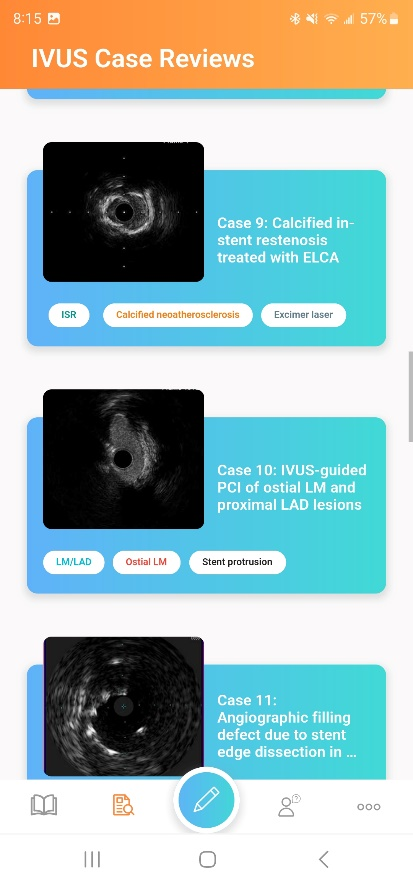 8:15
57%
IVUS Case Reviews
Case 9: Calcified in-
stent restenosis
treated with ELCA
ISR
Calcified neoatherosclerosis
Excimer laser
Case 10: IVUS-guided
PCI of ostial LM and
proximal LAD lesions
LM/LAD
Ostial LM
Stent protrusion
Case 11:
Angiographic filling
defect due to stent
edge dissection in ...